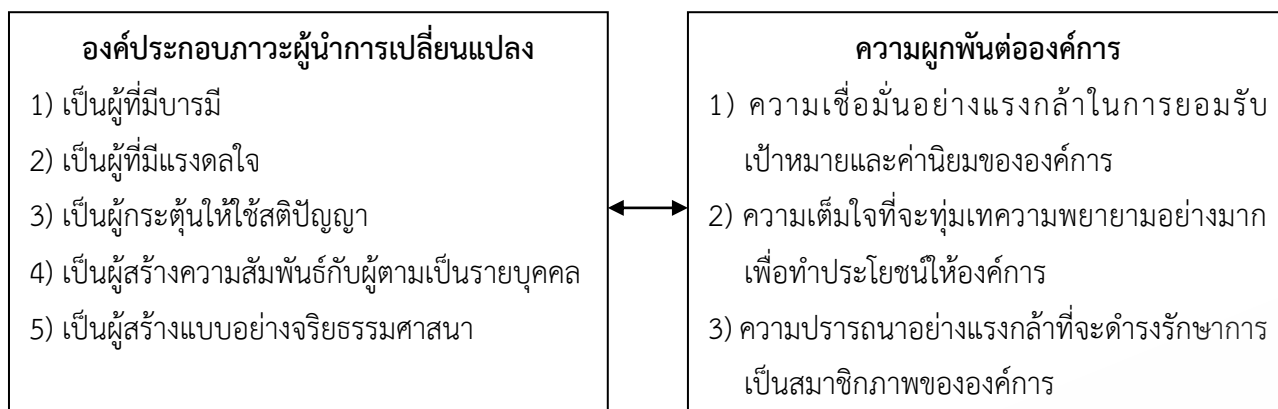 องค์ประกอบภาวะผู้นำการเปลี่ยนแปลง
1) เป็นผู้ที่มีบารมี
2) เป็นผู้ที่มีแรงดลใจ
3) เป็นผู้กระตุ้นให้ใช้สติปัญญา
4) เป็นผู้สร้างความสัมพันธ์กับผู้ตามเป็นรายบุคคล
5) เป็นผู้สร้างแบบอย่างจริยธรรมศาสนา
ความผูกพันต่อองค์การ
1) ความเชื่อมั่นอย่างแรงกล้าในการยอมรับ
เป้าหมายและค่านิยมขององค์การ
2) ความเต็มใจที่จะทุ่มเทความพยายามอย่างมาก
เพื่อทำประโยชน์ให้องค์การ
3) ความปรารถนาอย่างแรงกล้าที่จะดำรงรักษาการ
เป็นสมาชิกภาพขององค์การ